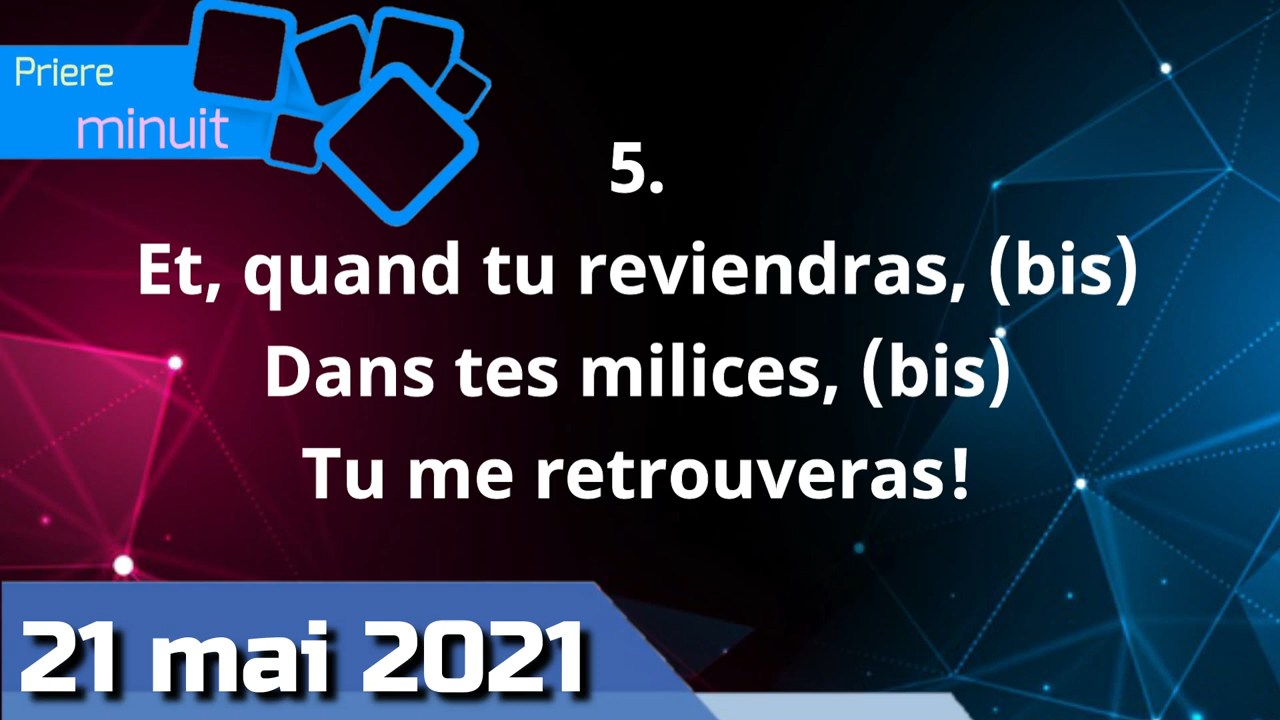 Priere
minuit
5.
Et, quand tu reviendras, (bis)
Dans tes milices, (bis)
Tu me retrouveras!
21 mai 2021